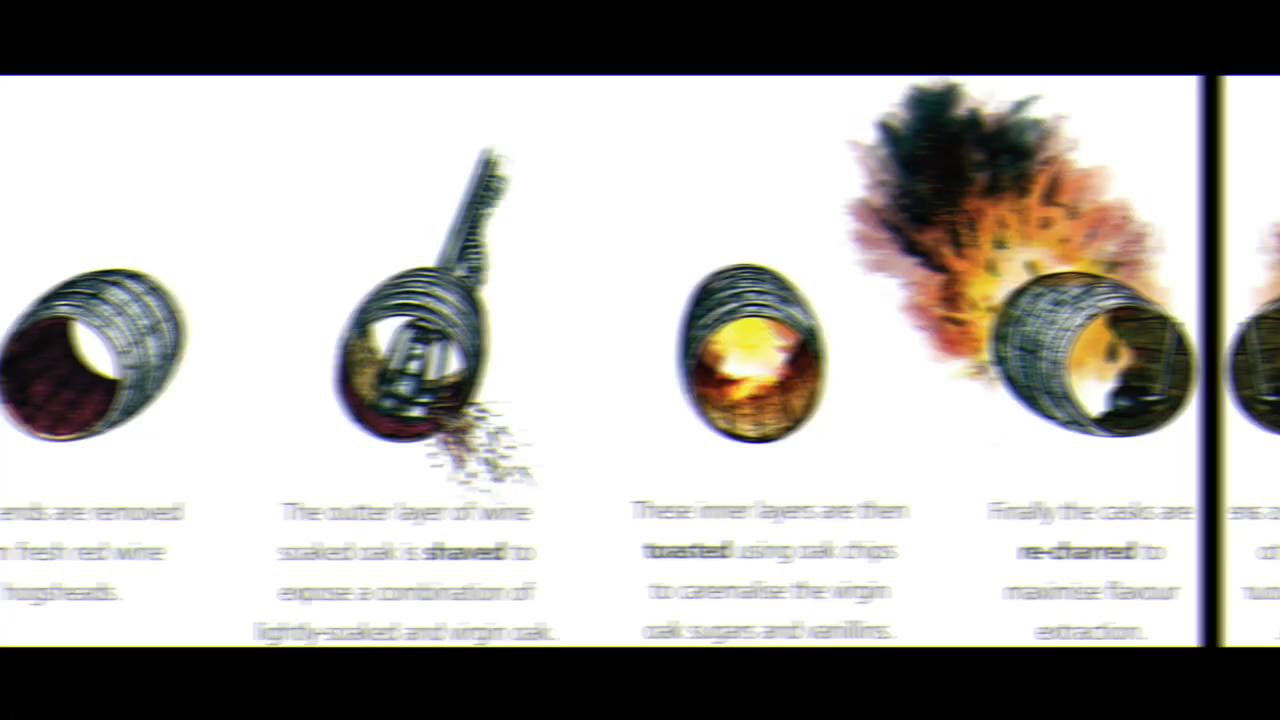 ends are removed
fresh red wine
hogsheads.
The outter layer of wine
soaked oak is shaved to
expose a combination of
lightly-soaked and virgin oak.
These inner layers are then
toasted using oak chips
to caremalise the virgin
oak sugars and vanillins.
Finally the casks are
re-charred to
maximise flavour
extraction.